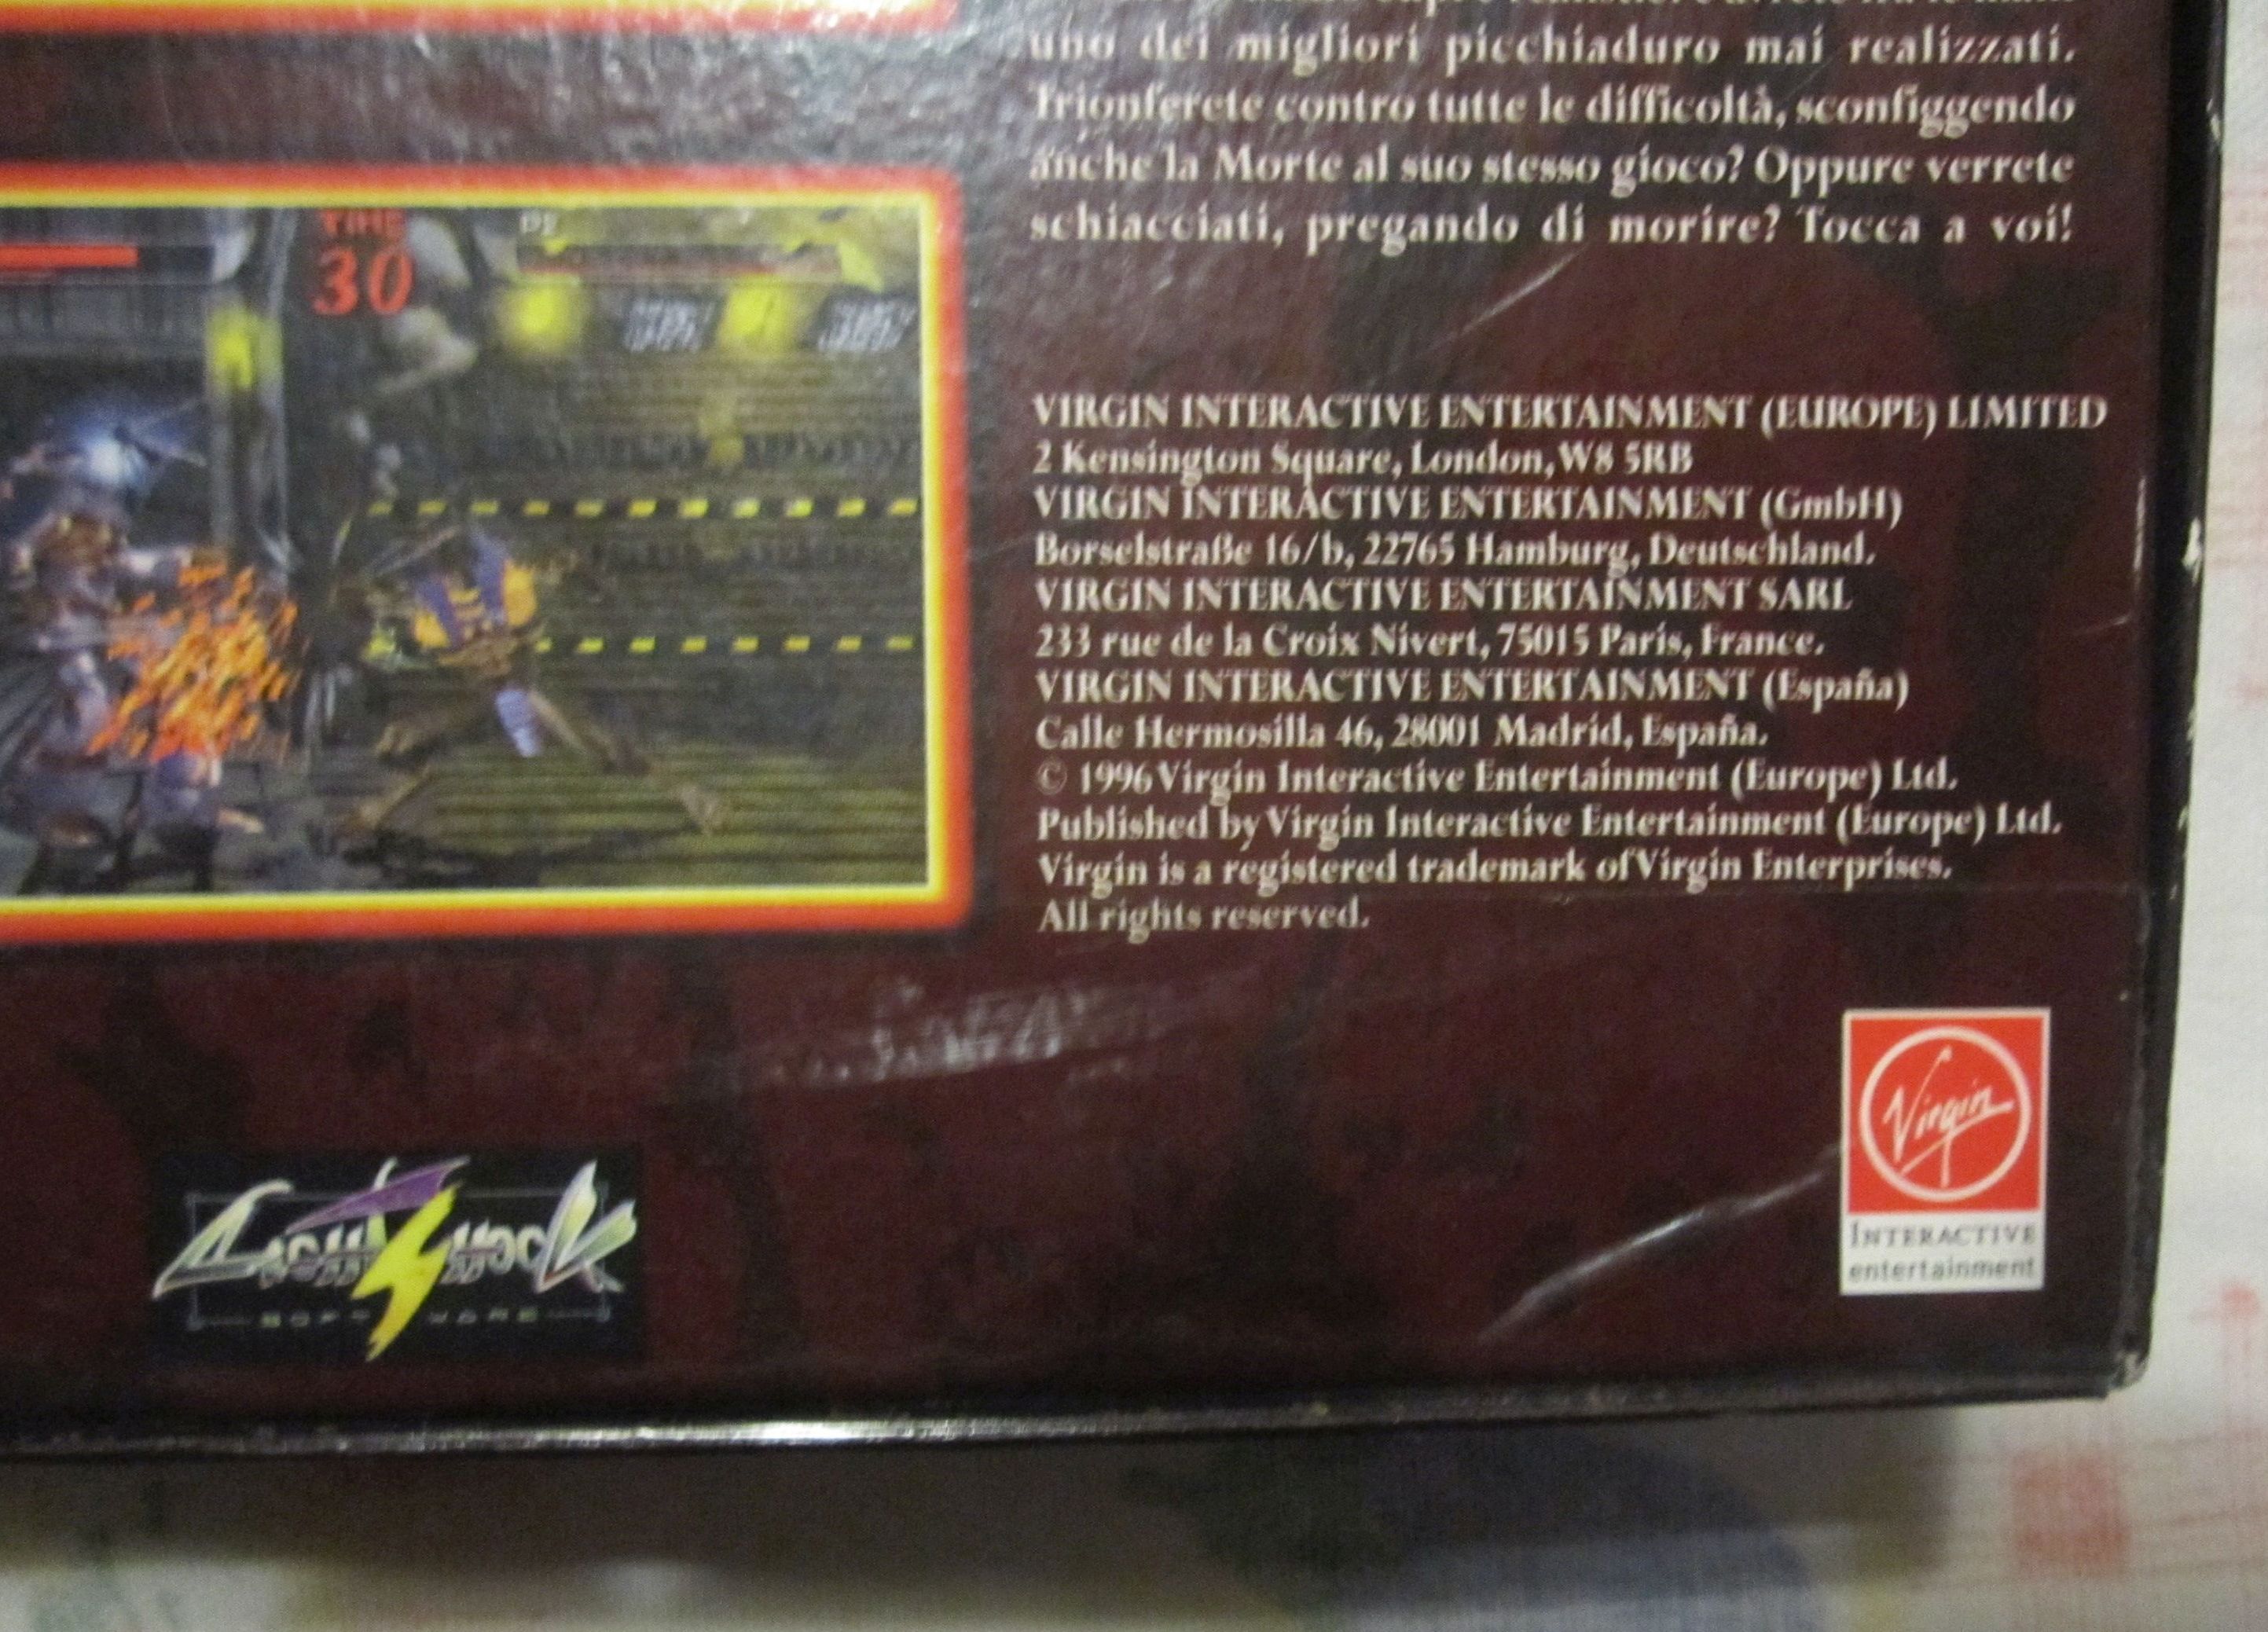 uno dei migliori picchiaduro mai realizzati.
Trionferete contro tutte le difficoltà, sconfiggendo
anche la Morte al suo stesso gioco? Oppure verrete
schiacciati, pregando di morire? Tocca a voi!
TIME
30
VIRGIN INTERACTIVE ENTERTAINMENT (EUROPE) LIMITED
2 Kensington Square, London, W8 5RB
VIRGIN INTERACTIVE ENTERTAINMENT (GmbH)
Borselstraße 16/b, 22765 Hamburg, Deutschland.
VIRGIN INTERACTIVE ENTERTAINMENT SARL
233 rue de la Croix Nivert, 75015 Paris, France.
VIRGIN INTERACTIVE ENTERTAINMENT (España)
Calle Hermosilla 46, 28001 Madrid, España.
© 1996 Virgin Interactive Entertainment (Europe) Ltd.
Published by Virgin Interactive Entertainment (Europe) Ltd.
Virgin is a registered trademark of Virgin Enterprises.
All rights reserved.
SOFTWARE
Virgin
INTERACTIVE
entertainment